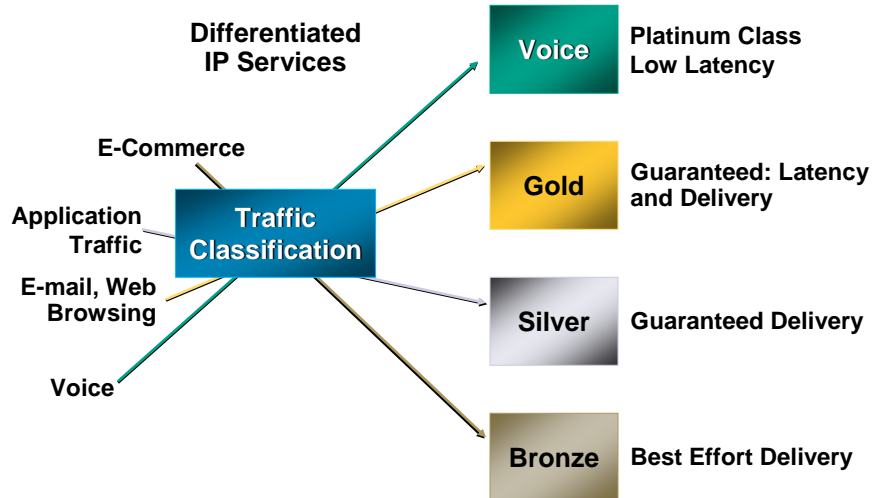 Differentiated
IP Services
E-Commerce
Application
Traffic
E-mail, Web
Browsing
Voice
Traffic
Classification
Voice
Platinum Class
Low Latency
Gold
Guaranteed: Latency
and Delivery
Silver
Guaranteed Delivery
Bronze
Best Effort Delivery